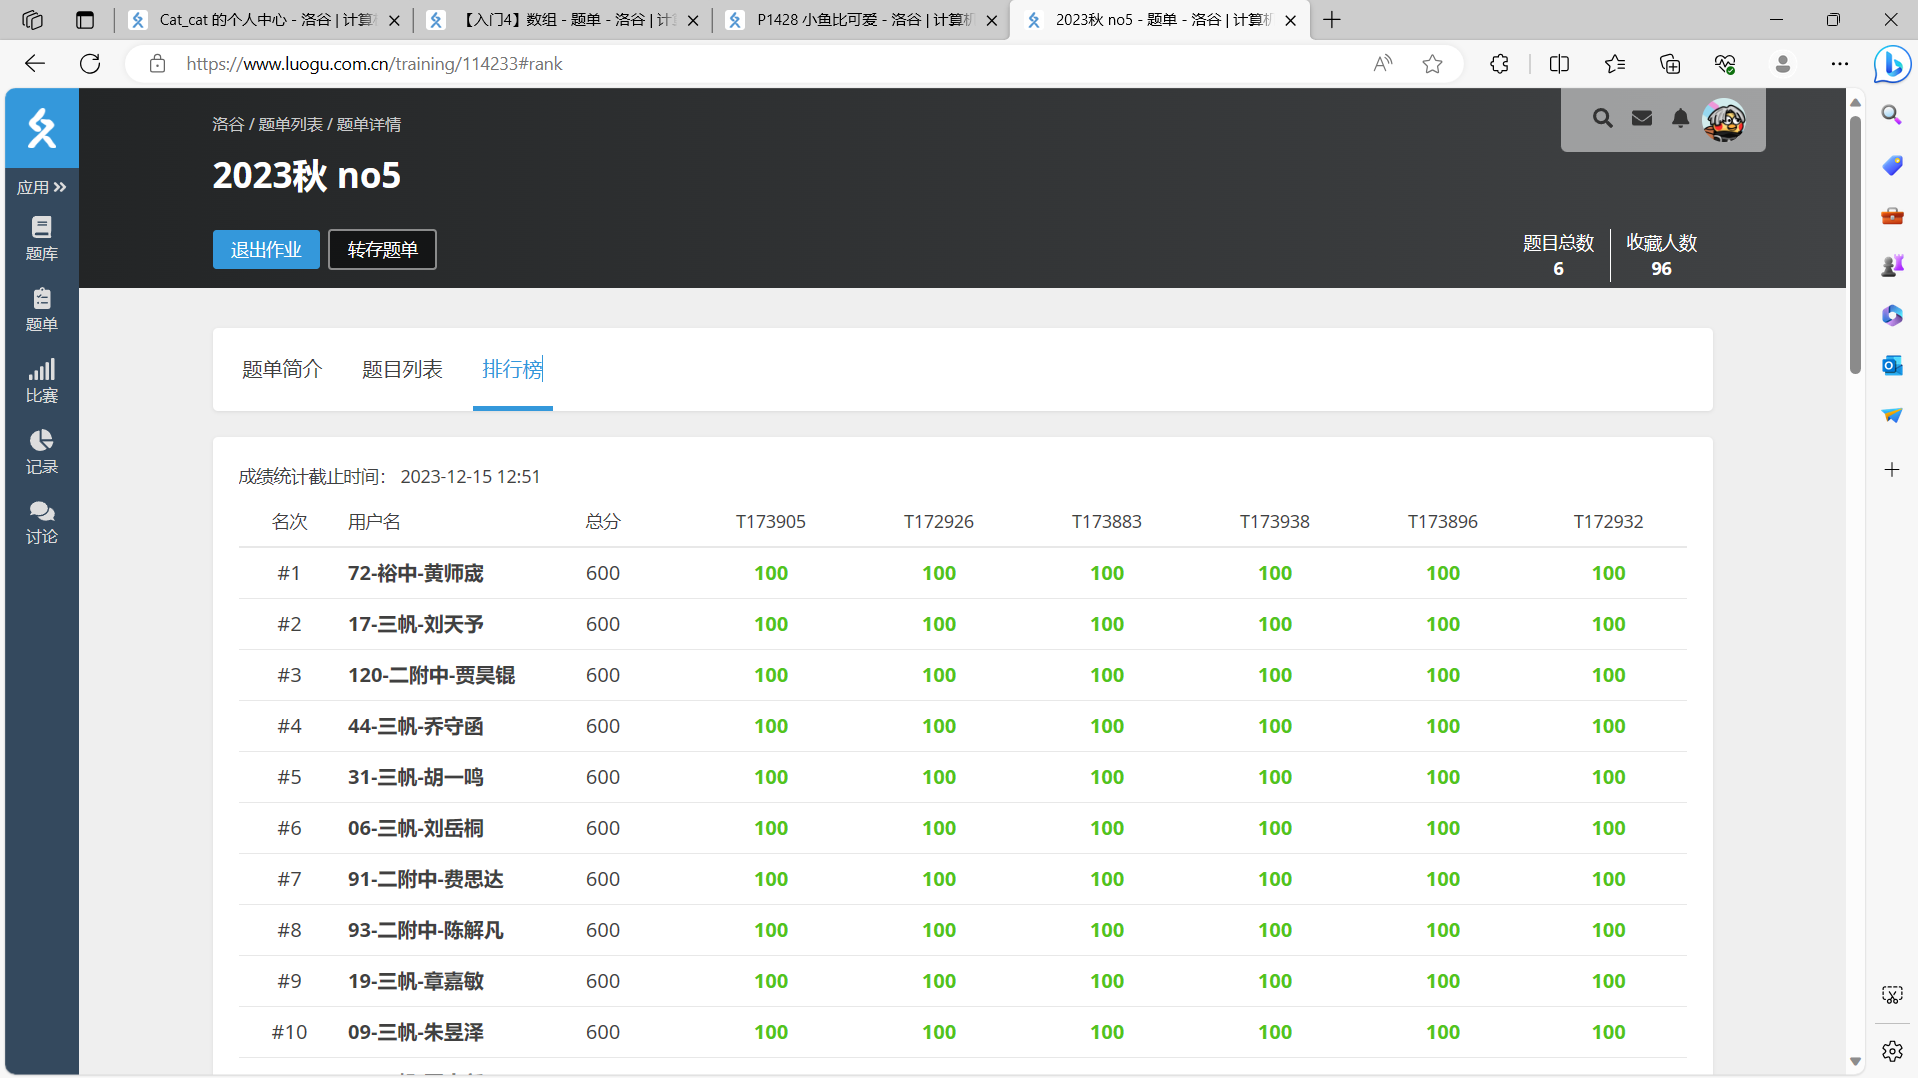 Cat_cat 的个人中心 - 洛谷 | 计算机
【入门4】数组 - 题单 - 洛谷 | 计
P1428 小鱼比可爱 - 洛谷 | 计算机
2023秋 no5 - 题单 - 洛谷 | 计算机
https://www.luogu.com.cn/training/114233#rank
洛谷 / 题单列表 / 题单详情
2023秋 no5
应用
题库
题单
比赛
记录
讨论
退出作业 转存题单
题目总数 收藏人数
6 96
题单简介 题目列表 排行榜
成绩统计截止时间： 2023-12-15 12:51
名次 用户名 总分 T173905 T172926 T173883 T173938 T173896 T172932
#1 72-裕中-黄师宬 600 100 100 100 100 100 100
#2 17-三帆-刘天予 600 100 100 100 100 100 100
#3 120-二附中-贾昊锟 600 100 100 100 100 100 100
#4 44-三帆-乔守函 600 100 100 100 100 100 100
#5 31-三帆-胡一鸣 600 100 100 100 100 100 100
#6 06-三帆-刘岳桐 600 100 100 100 100 100 100
#7 91-二附中-费思达 600 100 100 100 100 100 100
#8 93-二附中-陈解凡 600 100 100 100 100 100 100
#9 19-三帆-章嘉敏 600 100 100 100 100 100 100
#10 09-三帆-朱昱泽 600 100 100 100 100 100 100